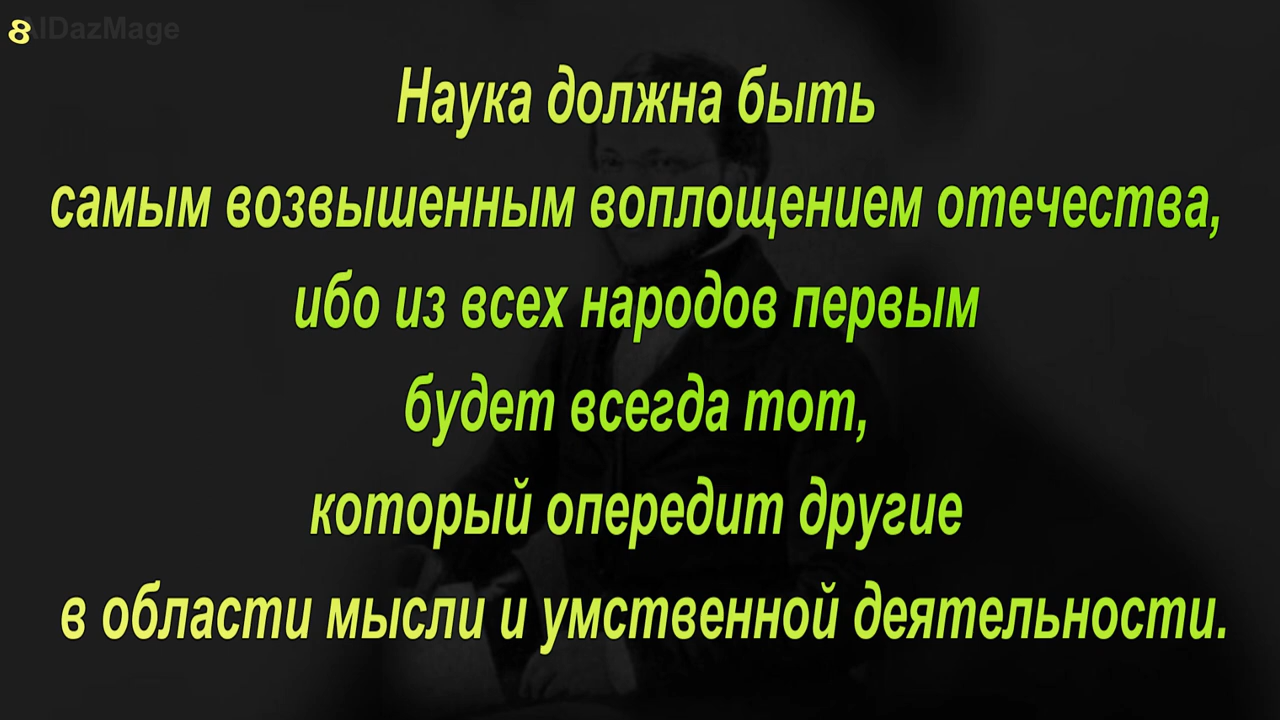 8
AIDazMage
Наука должна быть
самым возвышенным воплощением отечества,
ибо из всех народов первым
будет всегда тот,
который опередит другие
в области мысли и умственной деятельности.